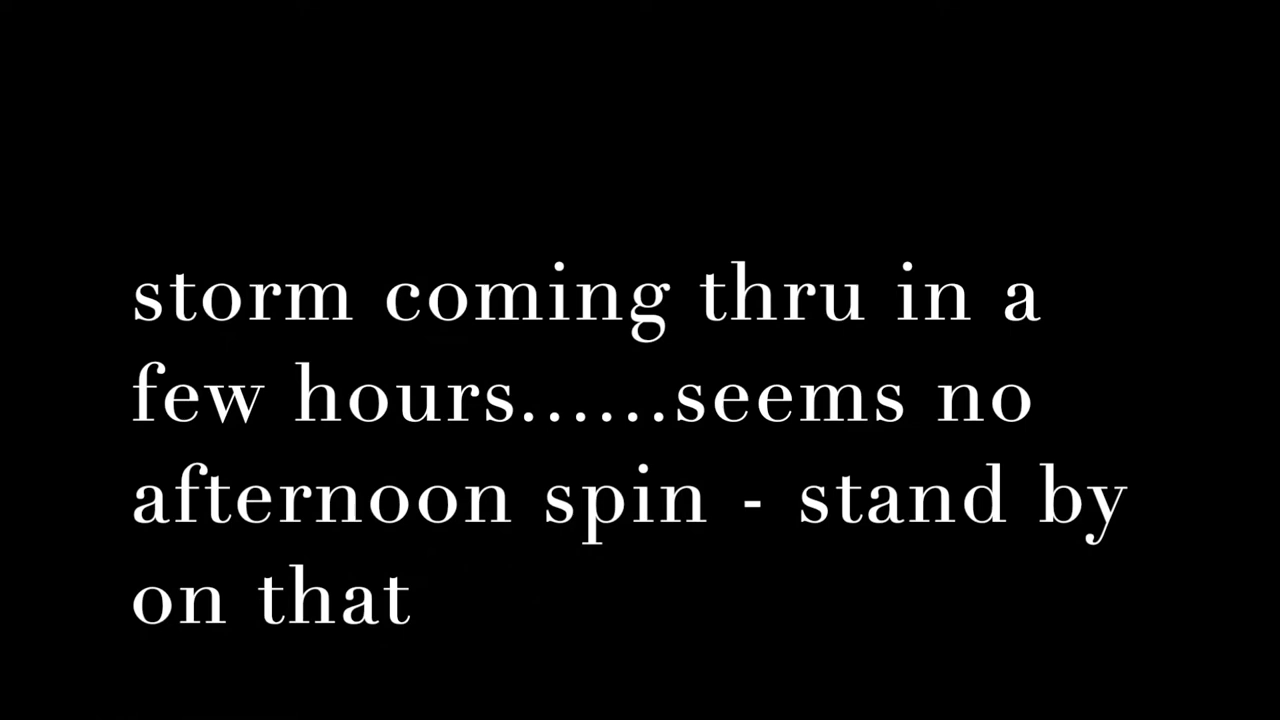 storm coming thru in a
few hours......seems no
afternoon spin - stand by
on that